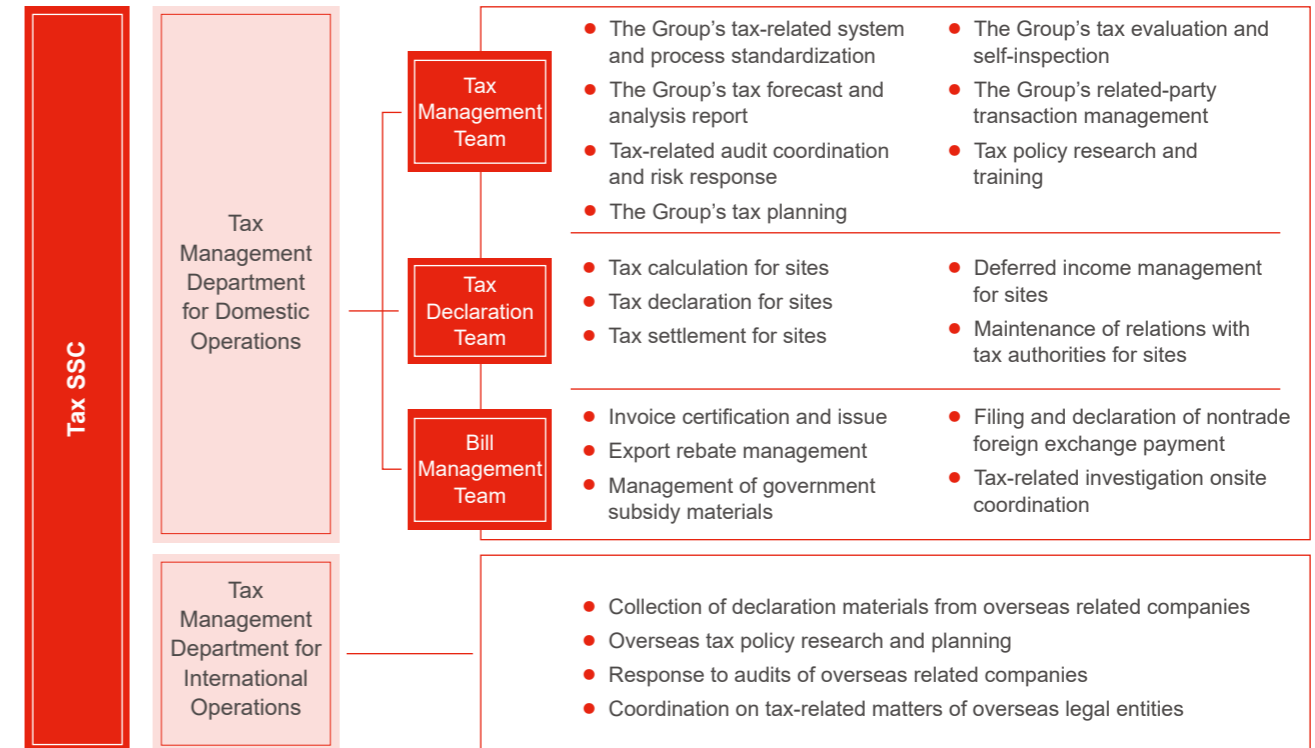 Tax SSC
Tax
Management
Department
for Domestic
Operations
Tax
Management
Team
● The Group’s tax-related system
and process standardization
● The Group’s tax forecast and
analysis report
● Tax-related audit coordination
and risk response
● The Group’s tax planning
● The Group’s tax evaluation and
self-inspection
● The Group’s related-party
transaction management
● Tax policy research and
training
Tax
Declaration
Team
● Tax calculation for sites
● Tax declaration for sites
● Tax settlement for sites
● Deferred income management
for sites
● Maintenance of relations with
tax authorities for sites
Bill
Management
Team
● Invoice certification and issue
● Export rebate management
● Management of government
subsidy materials
● Filing and declaration of nontrade
foreign exchange payment
● Tax-related investigation onsite
coordination
Tax
Management
Department for
International
Operations
● Collection of declaration materials from overseas related companies
● Overseas tax policy research and planning
● Response to audits of overseas related companies
● Coordination on tax-related matters of overseas legal entities